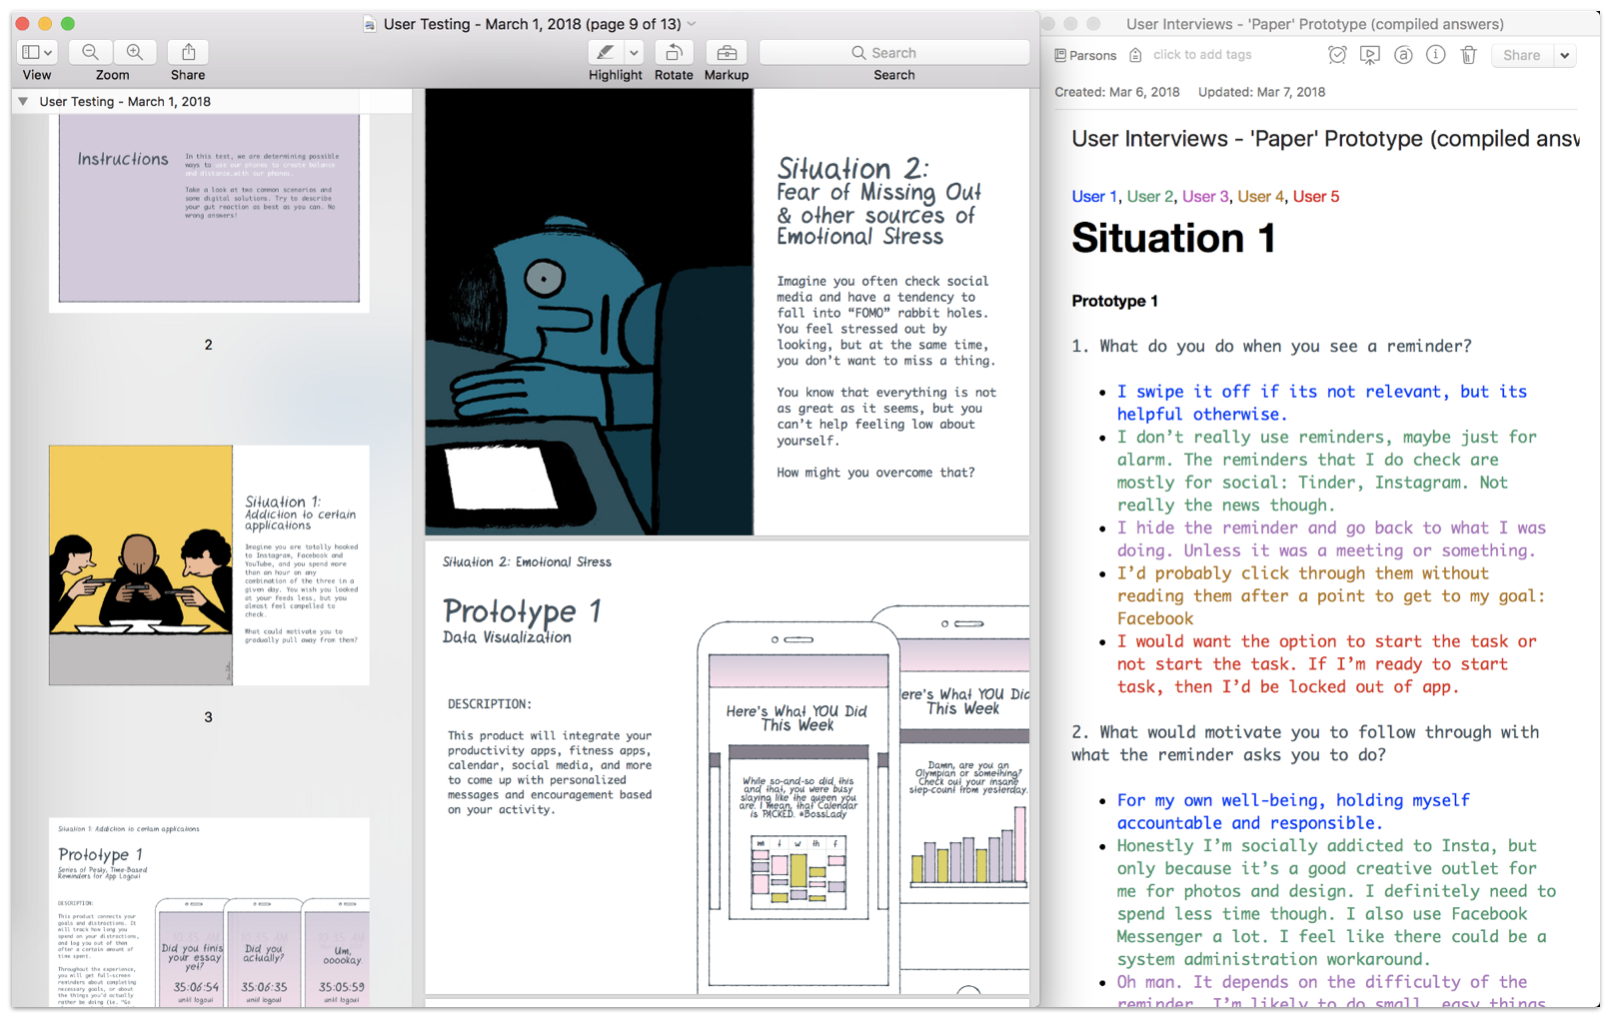 User Testing - March 1, 2018 (page 9 of 13)
View
Zoom
Share
Highlight
Rotate
Markup
Search
Search
User Testing - March 1, 2018
Instructions
In this test, we are determining possible
ways to use our phones to create balance
and distance with our phones.
Take a look at two common scenarios and
some digital solutions. Try to describe
your gut reaction as best as you can. No
wrong answers!
2
Situation 1:
Addiction to certain
applications
Imagine you are totally hooked
to Instagram, Facebook and
YouTube, and you spend more
than an hour on any
combination of the three in a
given day. You wish you looked
at your feeds less, but you
almost feel compelled to
check.
What could motivate you to
gradually pull away from them?
3
Situation 1: Addiction to certain applications
Prototype 1
Series of Pesky, Time-Based
Reminders for App Logout
DESCRIPTION:
This product connects your
goals and distractions. It
will track how long you
spend on your distractions,
and log you out of them
after a certain amount of
time spent.
Throughout the experience,
you will get full-screen
reminders about completing
necessary goals, or about
the things you'd actually
rather be doing (ie. "Go
Did you finis
your essay
yet?
35:06:54
until logout
Did you
actually?
35:06:35
until logout
Um,
ooookay.
35:05:59
until logout
Situation 2:
Fear of Missing Out
& other sources of
Emotional Stress
Imagine you often check social
media and have a tendency to
fall into “FOMO” rabbit holes.
You feel stressed out by
looking, but at the same time,
you don’t want to miss a thing.
You know that everything is not
as great as it seems, but you
can’t help feeling low about
yourself.
How might you overcome that?
Situation 2: Emotional Stress
Prototype 1
Data Visualization
DESCRIPTION:
This product will integrate your
productivity apps, fitness apps,
calendar, social media, and more
to come up with personalized
messages and encouragement based
on your activity.
Here's What YOU Did
This Week
While so-and-so did this
and that, you were busy
slaying like the queen you
are. I mean, that Calendar
is PACKED. #BossLady
m t w th f
ere's What YOU Did
This Week
Damn, are you an
Olympian or something?
Check out your insane
step-count from yesterday.
User Interviews - 'Paper' Prototype (compiled answers)
Parsons
click to add tags
Share
Created: Mar 6, 2018 Updated: Mar 7, 2018
User Interviews - 'Paper' Prototype (compiled answ
User 1, User 2, User 3, User 4, User 5
Situation 1
Prototype 1
1. What do you do when you see a reminder?
• I swipe it off if its not relevant, but its
helpful otherwise.
• I don’t really use reminders, maybe just for
alarm. The reminders that I do check are
mostly for social: Tinder, Instagram. Not
really the news though.
• I hide the reminder and go back to what I was
doing. Unless it was a meeting or something.
• I’d probably click through them without
reading them after a point to get to my goal:
Facebook
• I would want the option to start the task or
not start the task. If I’m ready to start
task, then I’d be locked out of app.
2. What would motivate you to follow through with
what the reminder asks you to do?
• For my own well-being, holding myself
accountable and responsible.
• Honestly I’m socially addicted to Insta, but
only because it’s a good creative outlet for
me for photos and design. I definitely need to
spend less time though. I also use Facebook
Messenger a lot. I feel like there could be a
system administration workaround.
• Oh man. It depends on the difficulty of the
reminder. I’m likely to do small, easy things